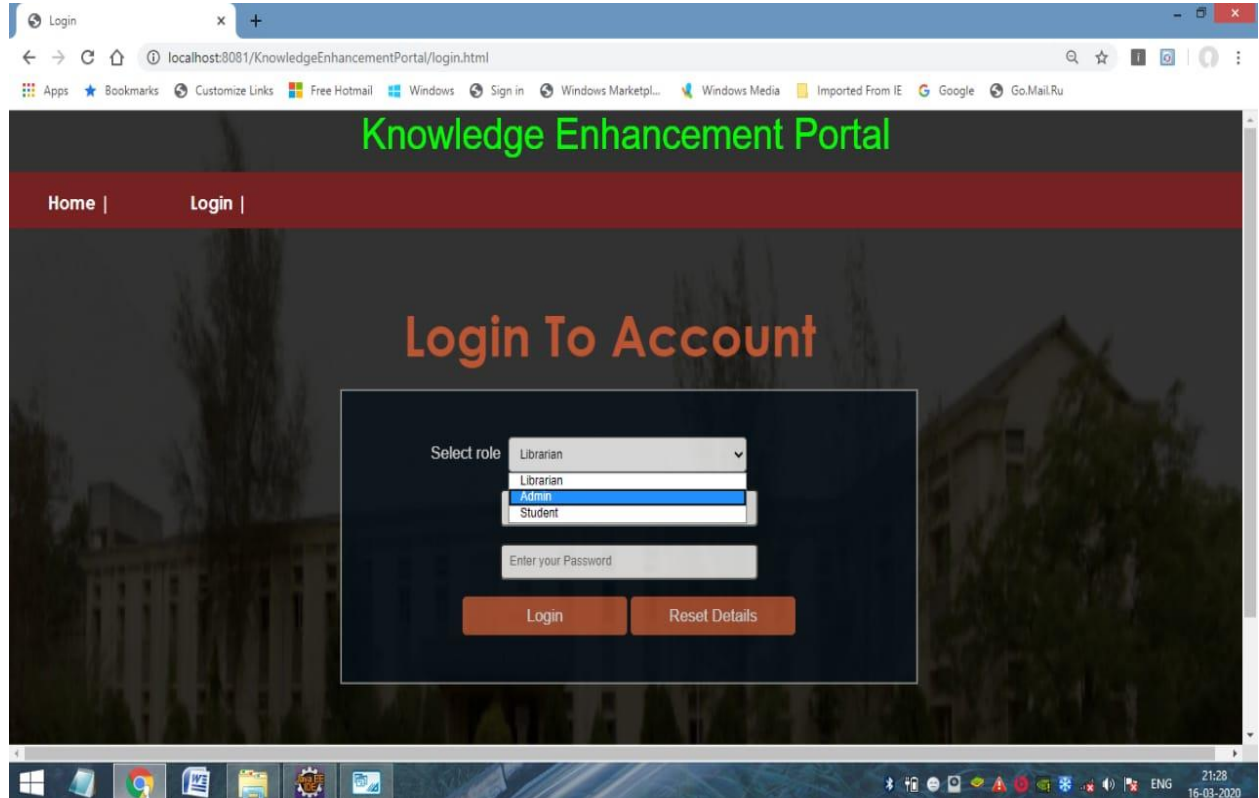 Login
localhost:8081/KnowledgeEnhancementPortal/login.html
Apps Bookmarks Customize Links Free Hotmail Windows Sign in Windows Marketpl... Windows Media Imported From IE Google Go.Mail.Ru
Knowledge Enhancement Portal
Home | Login |
Login To Account
Select role Librarian
Librarian
Admin
Student
Enter your Password
Login Reset Details
ENG 21:28
16-03-2020